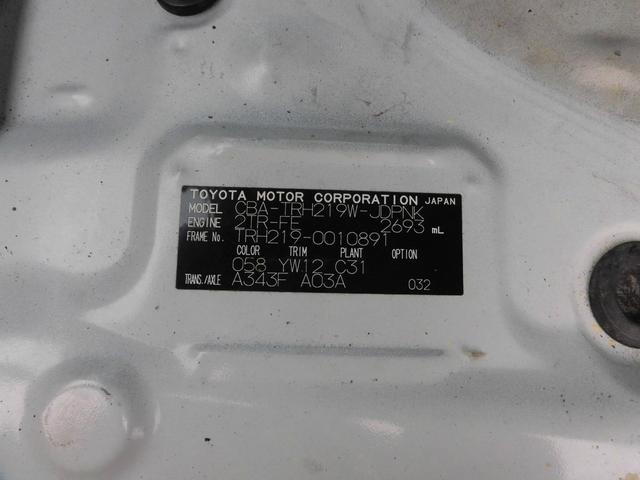 TOYOTA MOTOR CORPORATION JAPAN
MODEL CBA-TRH219W-JDPNK
ENGINE 2TR-FE 2693 mL
FRAME No. TRH219-0010891
COLOR TRIM PLANT OPTION
058 YW12 C31
TRANS./AXLE A343F A03A 032